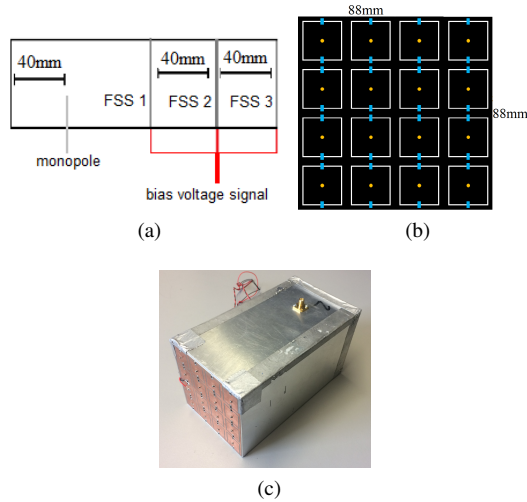 40mm 40mm 40mm
FSS 1 FSS 2 FSS 3
monopole
bias voltage signal
(a)
88mm
88mm
(b)
(c)